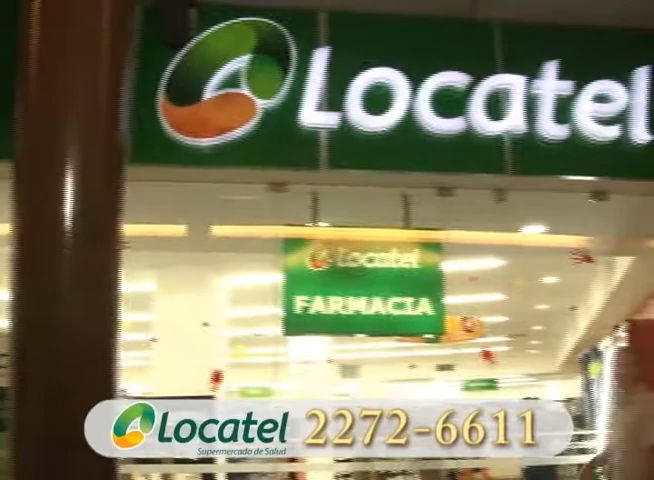 Locatel
Locatel
FARMACIA
Locatel 2272-6611
Supermercado de Salud